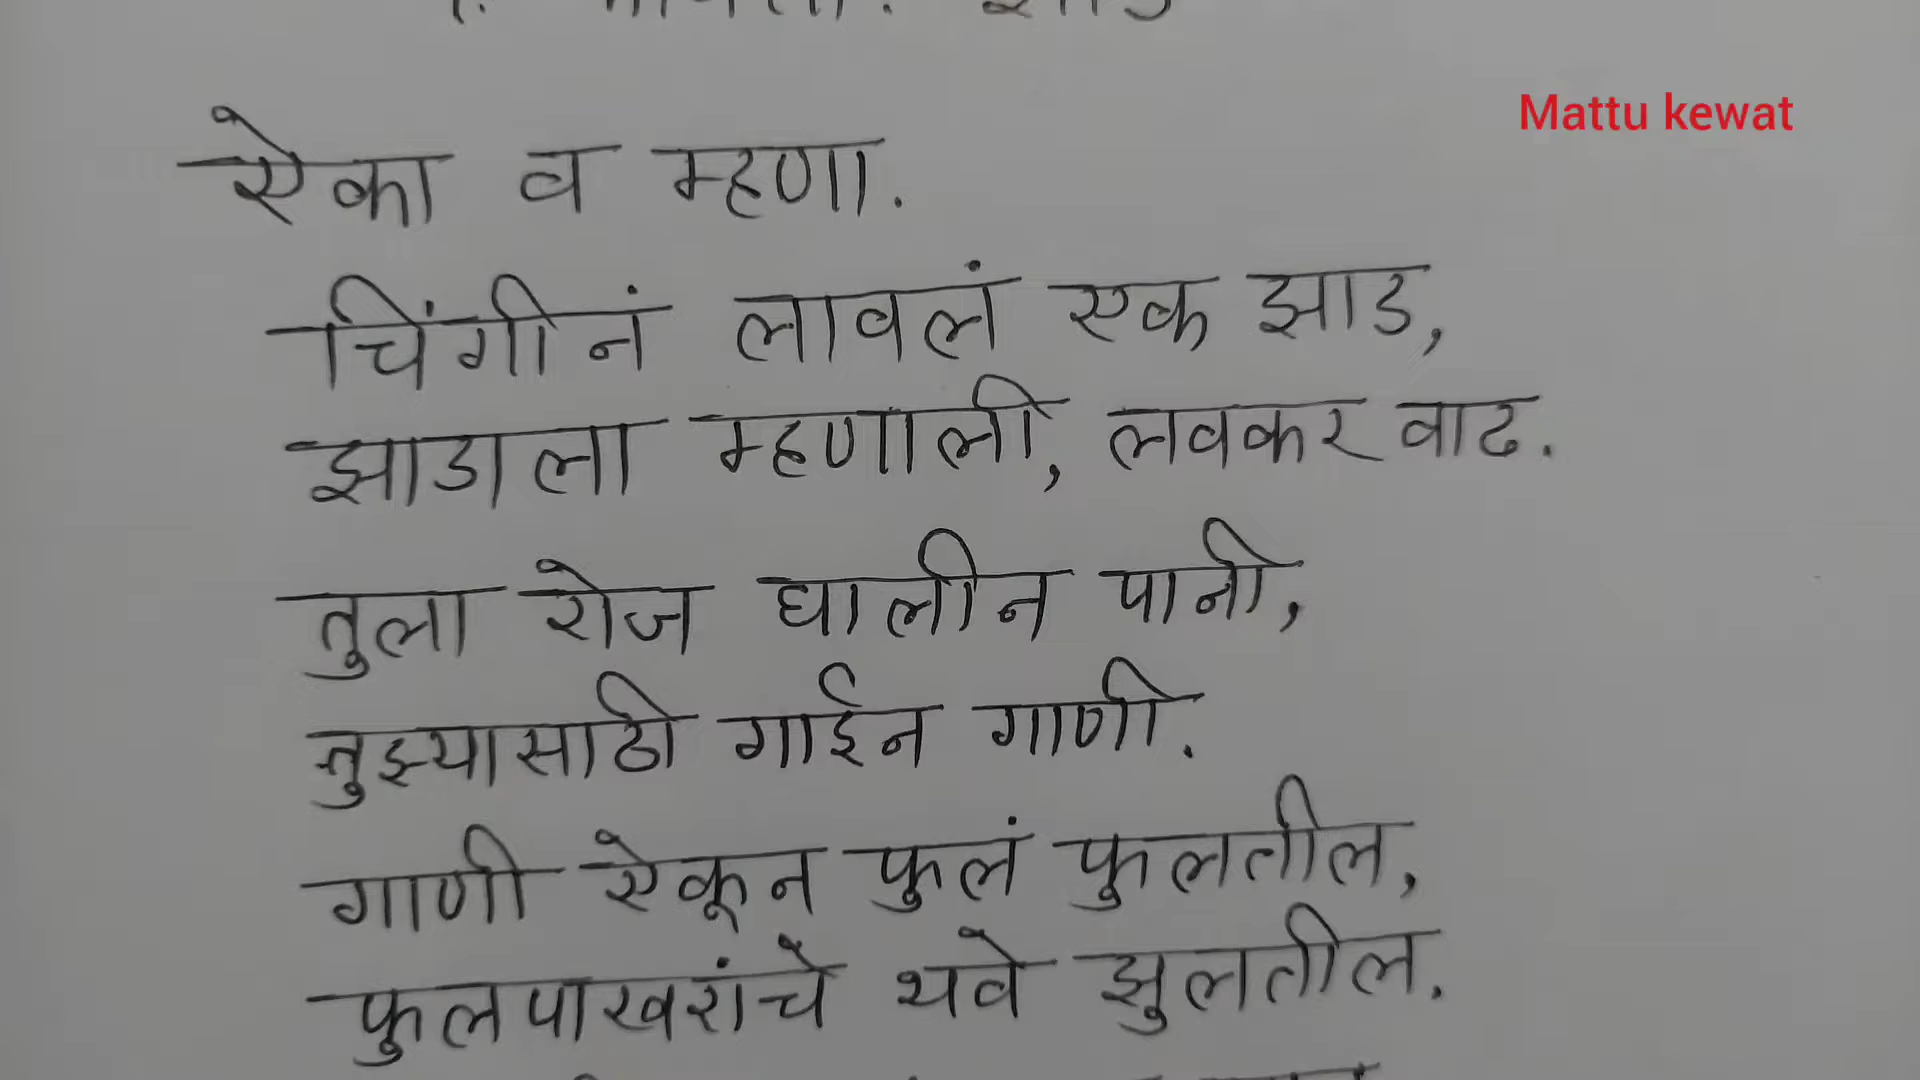 Mattu kewat
ऐका व म्हणा.
चिंगीनं लावलं एक झाड,
झाडाला म्हणाली, लवकर वाढ.
तुला रोज घालीन पानी,
तुझ्यासाठी गाईन गाणी.
गाणी ऐकून फुलं फुलतील,
फुलपाखरांचे थवे झुलतील.